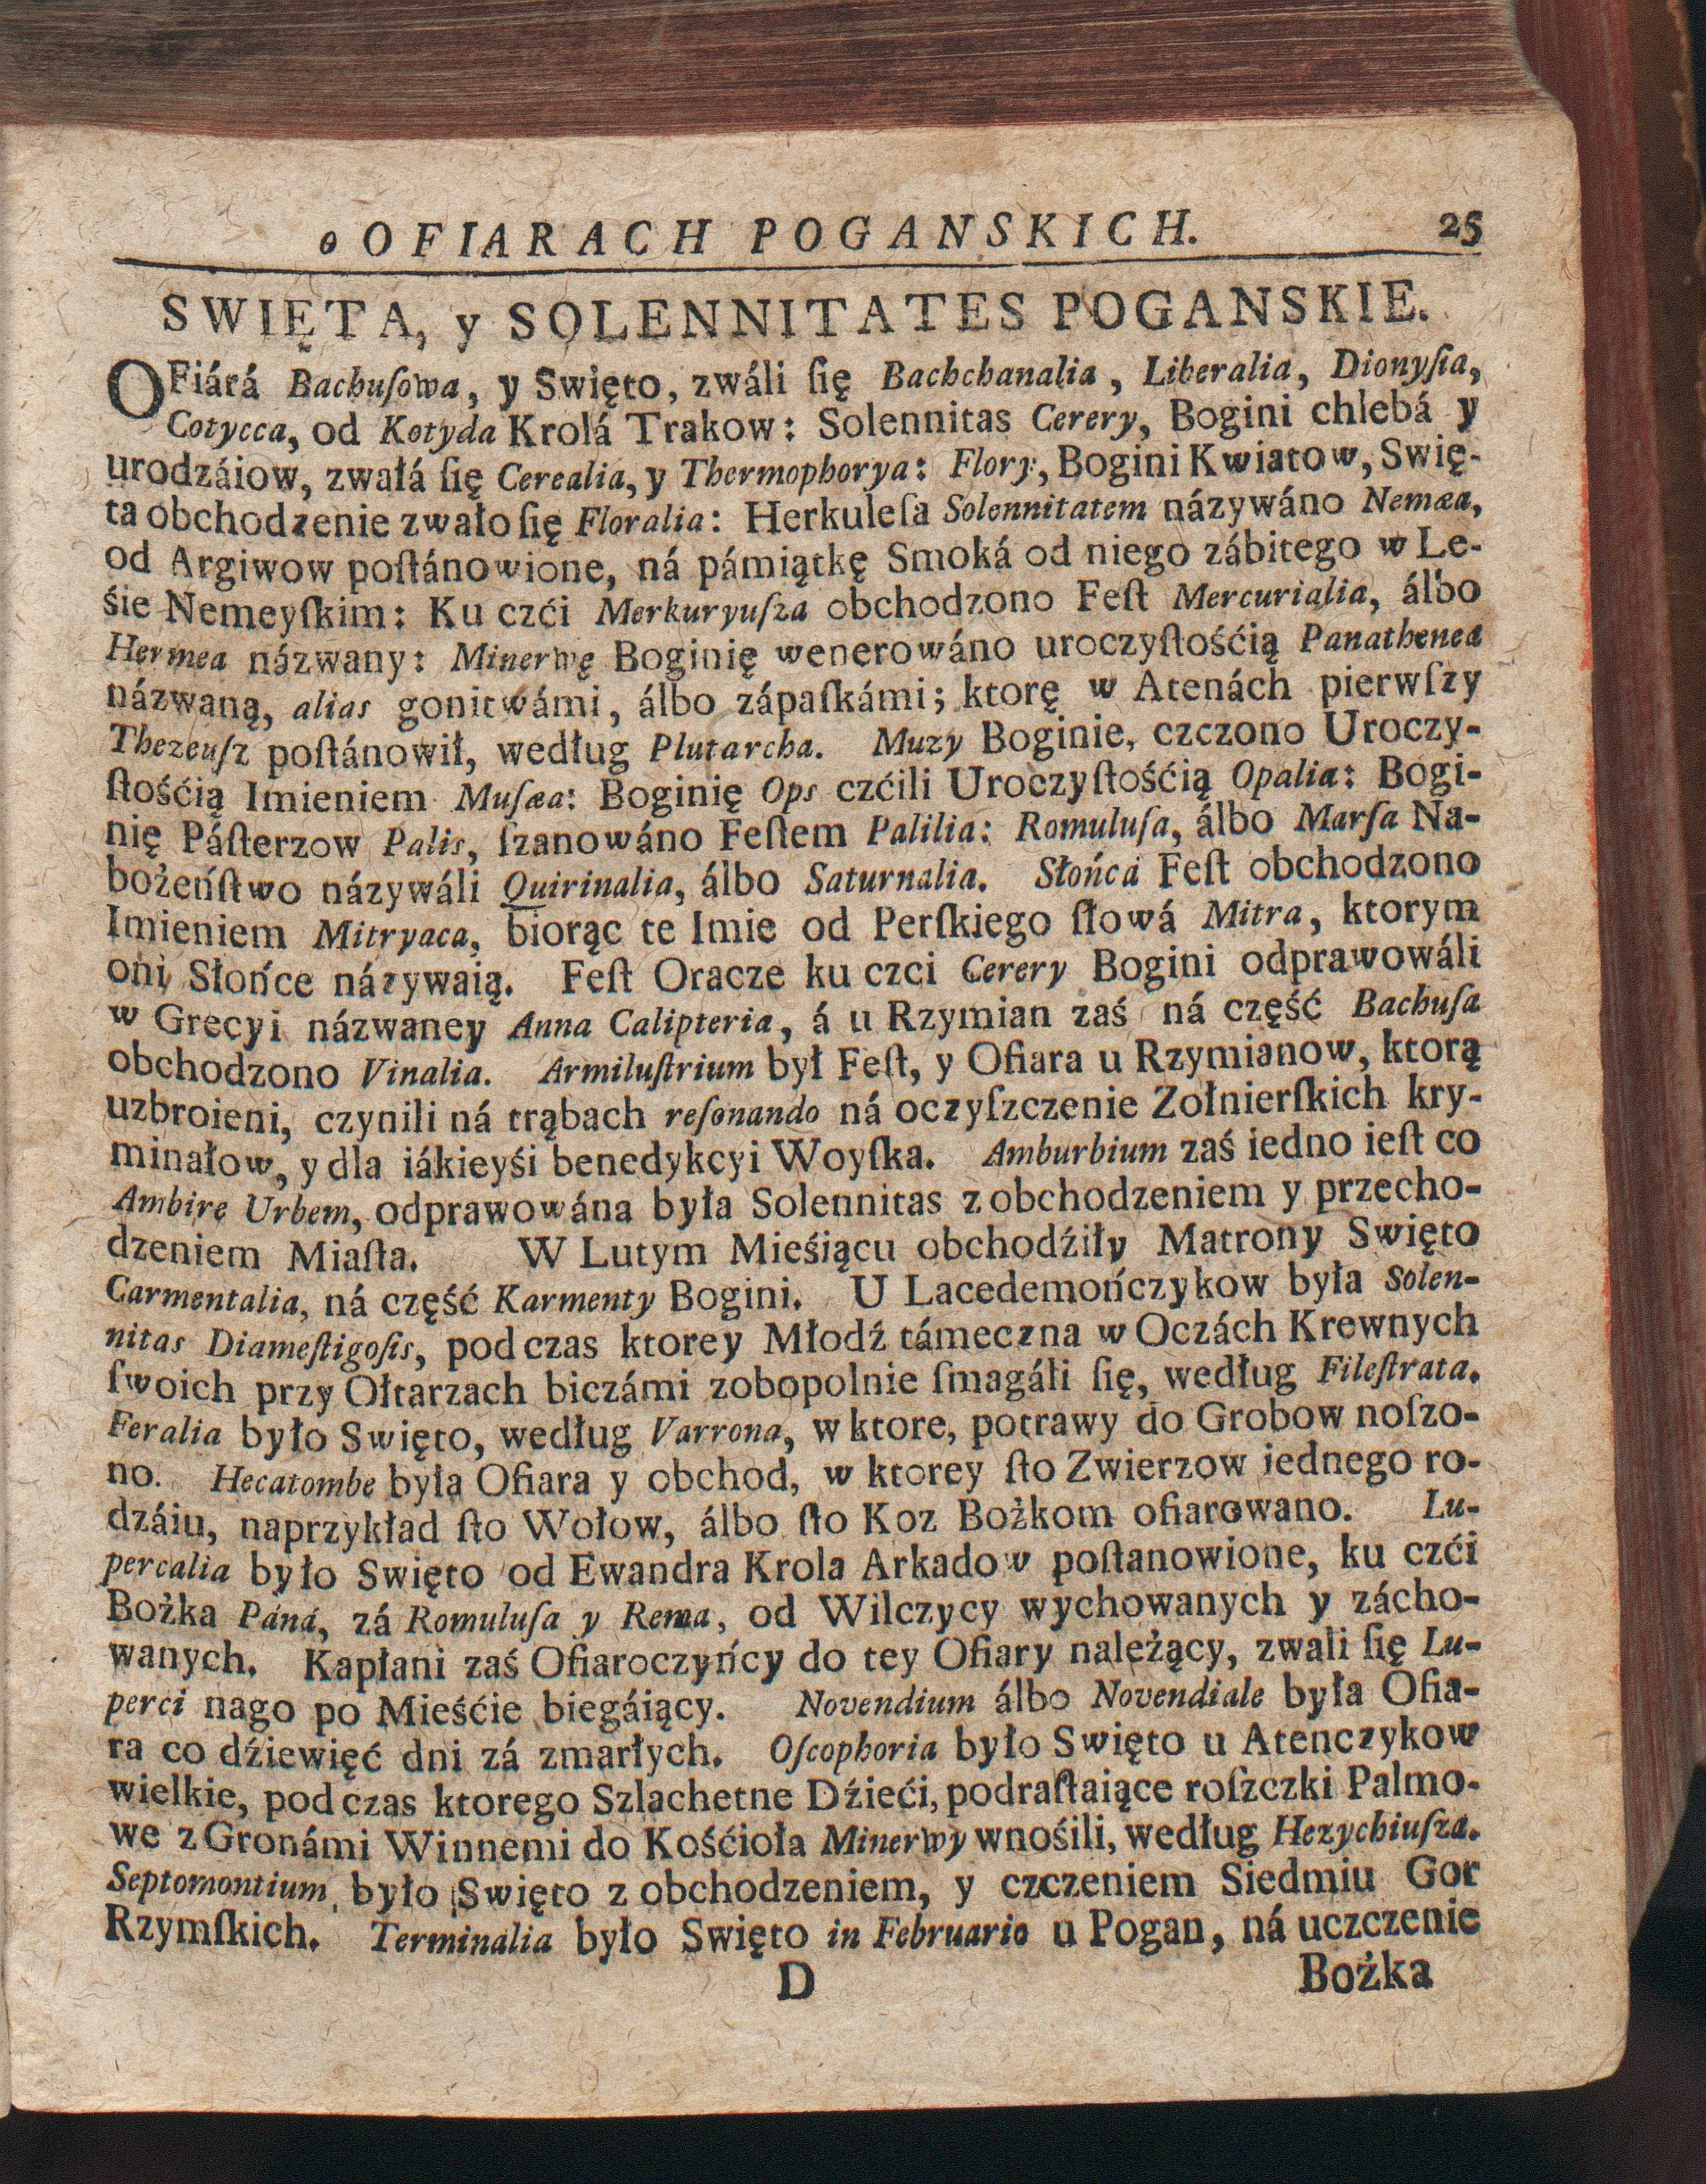 o OFIARACH POGANSKICH. 25
SWIĘTA, y SOLENNITATES POGANSKIE.
OFiárá Bachuſowa, y Swięto, zwáli ſię Bachchanalia, Liberalia, Dionyſia,
Cotycca, od Kotyda Krolá Trakow: Solennitas Cerery, Bogini chlebá y
urodzáiow, zwałá ſię Cerealia, y Thermophorya: Flory, Bogini Kwiatow, Swię-
ta obchodzenie zwało ſię Floralia: Herkuleſa Solennitatem názywáno Nemæa,
od Argiwow poſtánowione, ná pámiątkę Smoká od niego zábitego w Le-
śie Nemeyſkim: Ku czći Merkuryuſza obchodzono Feſt Mercurialia, álbo
Hermea názwany: Minerwę Boginię wenerowáno uroczyſtośćią Panathenea
názwaną, alias gonitwámi, álbo zápaſkámi; ktorę w Atenách pierwſzy
Thezeuſz poſtánowił, według Plutarcha. Muzy Boginie, czczono Uroczy-
ſtośćią Imieniem Muſæa: Boginię Ops czćili Uroczyſtośćią Opalia: Bogi-
nię Páſterzow Palis, ſzanowáno Feſtem Palilia: Romuluſa, álbo Marſa Na-
bożeńſtwo názywáli Quirinalia, álbo Saturnalia. Słońcá Feſt obchodzono
Imieniem Mitryaca, biorąc te Imie od Perſkiego ſłowá Mitra, ktorym
oni Słońce názywaią. Feſt Oracze ku czci Cerery Bogini odprawowáli
w Grecyi názwaney Anna Calipteria, á u Rzymian zaś ná część Bachuſa
obchodzono Vinalia. Armiluſtrium był Feſt, y Ofiara u Rzymianow, ktorą
uzbroieni, czynili ná trąbach reſonando ná oczyſzczenie Zołnierſkich kry-
minałow, y dla iákieyśi benedykcyi Woyſka. Amburbium zaś iedno ieſt co
Ambire Urbem, odprawowána była Solennitas z obchodzeniem y przecho-
dzeniem Miaſta. W Lutym Mieśiącu obchodźiły Matrony Swięto
Carmentalia, ná część Karmenty Bogini. U Lacedemończykow była Solen-
nitas Diameſtigoſis, pod czas ktorey Młodź támeczna w Oczách Krewnych
ſwoich przy Ołtarzach biczámi zobopolnie ſmagáli ſię, według Fileſtrata.
Feralia było Swięto, według Varrona, w ktore, potrawy do Grobow noſzo-
no. Hecatombe była Ofiara y obchod, w ktorey ſto Zwierzow iednego ro-
dzáiu, naprzykład ſto Wołow, álbo ſto Koz Bożkom ofiarowano. Lu-
percalia było Swięto od Ewandra Krola Arkadow poſtanowione, ku czći
Bożka Páná, zá Romuluſa y Rema, od Wilczycy wychowanych y zácho-
wanych. Kapłani zaś Ofiaroczyńcy do tey Ofiary należący, zwali ſię Lu-
perci nago po Mieśćie biegáiący. Novendium álbo Novendiale była Ofia-
ra co dźiewięć dni zá zmarłych. Oſcophoria było Swięto u Atenczykow
wielkie, pod czas ktorego Szlachetne Dźieći, podraſtaiące roſzczki Palmo-
we z Gronámi Winnemi do Kośćioła Minerwy wnośili, według Hezychiuſza.
Septomontium było Swięto z obchodzeniem, y czczeniem Siedmiu Gor
Rzymſkich. Terminalia było Swięto in Februario u Pogan, ná uczczenie
D Bożka